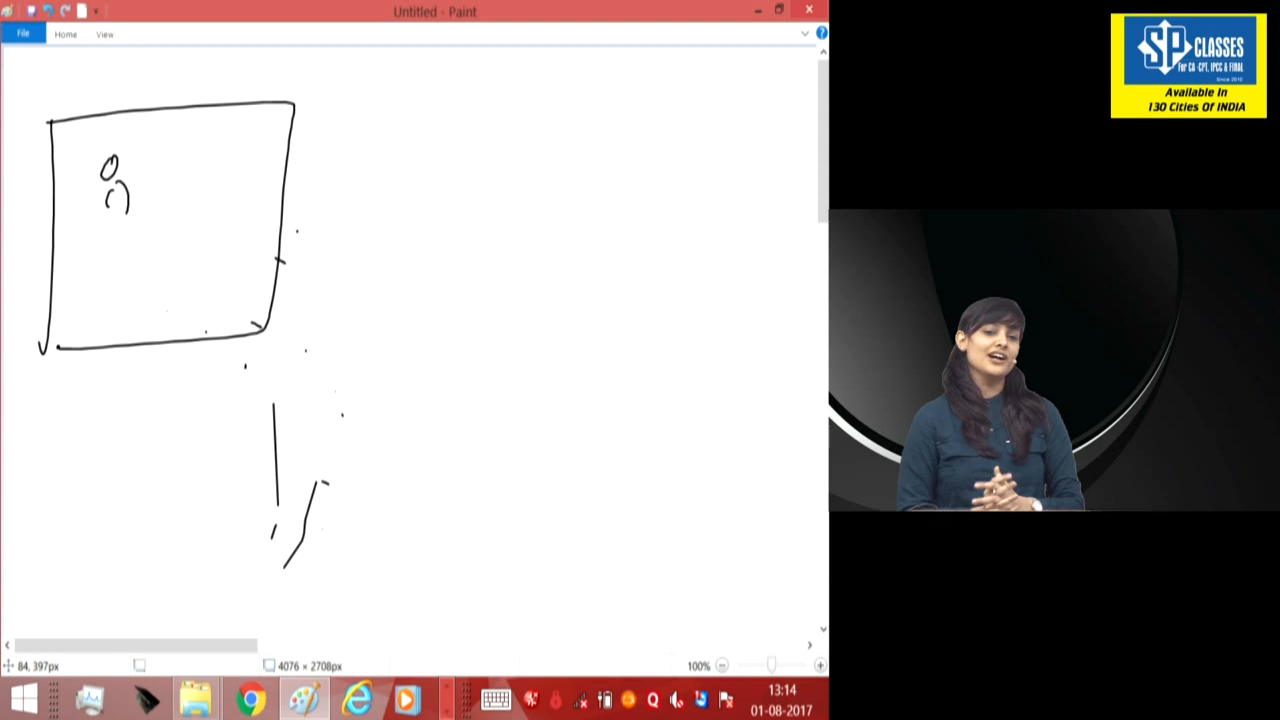 Untitled - Paint
File Home View
SP CLASSES
For CA -CPT, IPCC & FINAL
Since 2010
Available In
130 Cities Of INDIA
84, 397px
4076 × 2708px
100%
13:14
01-08-2017